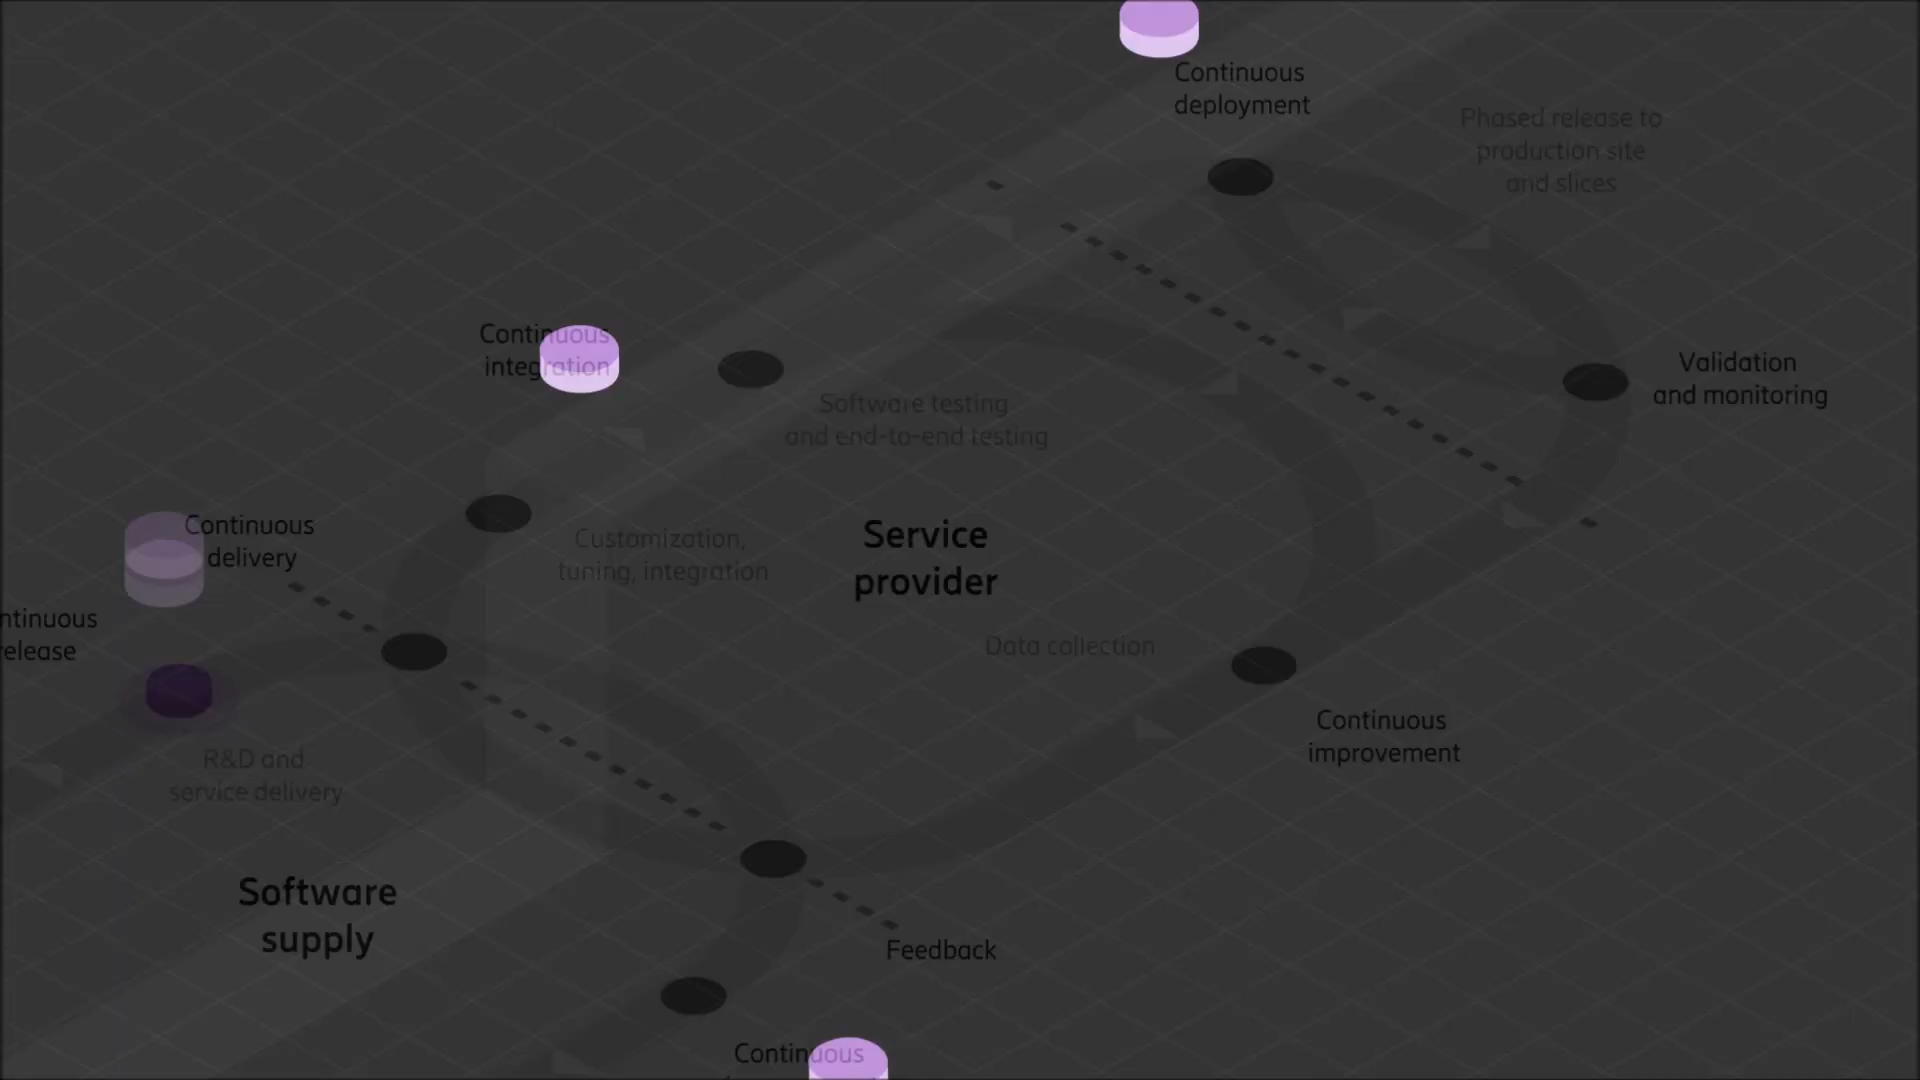 Continuous
deployment
Phased release to
production site
and slices
Continuous
integration
Validation
and monitoring
Software testing
and end-to-end testing
Continuous
delivery
Customization,
tuning, integration
Service
provider
ntinuous
elease
Data collection
Continuous
improvement
R&D and
service delivery
Software
supply
Feedback
Continuous